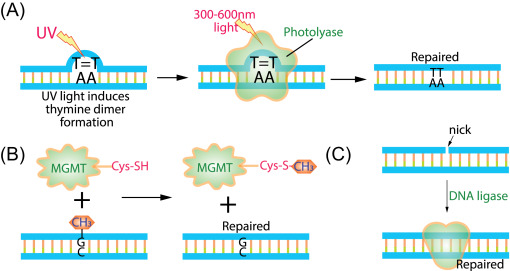 (A)
UV
T=T
AA
UV light induces
thymine dimer
formation
300-600nm
light
Photolyase
T=T
AA
Repaired
TT
AA
(B)
MGMT
Cys-SH
+
CH₃
G
C
MGMT
Cys-S
CH₃
+
Repaired
G
C
(C)
nick
DNA ligase
Repaired